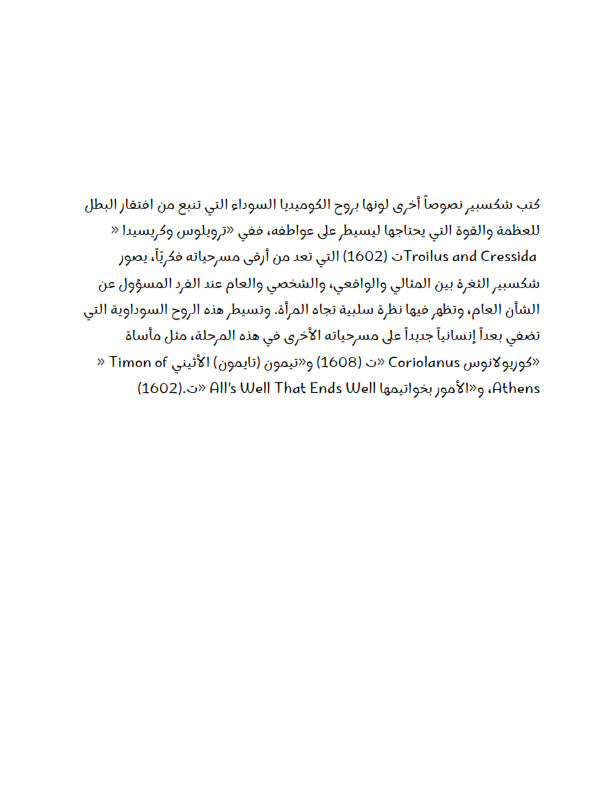 كتب شكسبير نصوصاً أخرى لونها بروح الكوميديا السوداء التي تنبع من افتقار البطل
للعظمة والقوة التي يحتاجها ليسيطر على عواطفه، ففي «ترويلوس وكريسيدا «
Troilus and Cressidaت (1602) التي تعد من أرقى مسرحياته فكريّاً، يصور
شكسبير الثغرة بين المثالي والواقعي، والشخصي والعام عند الفرد المسؤول عن
الشأن العام، وتظهر فيها نظرة سلبية تجاه المرأة. وتسيطر هذه الروح السوداوية التي
تضفي بعداً إنسانياً جديداً على مسرحياته الأخرى في هذه المرحلة، مثل مأساة
«كوريولانوس Coriolanus «ت (1608) و«تيمون (تايمون) الأثيني Timon of «
Athens، و«الأمور بخواتيمها All's Well That Ends Well «ت.(1602)